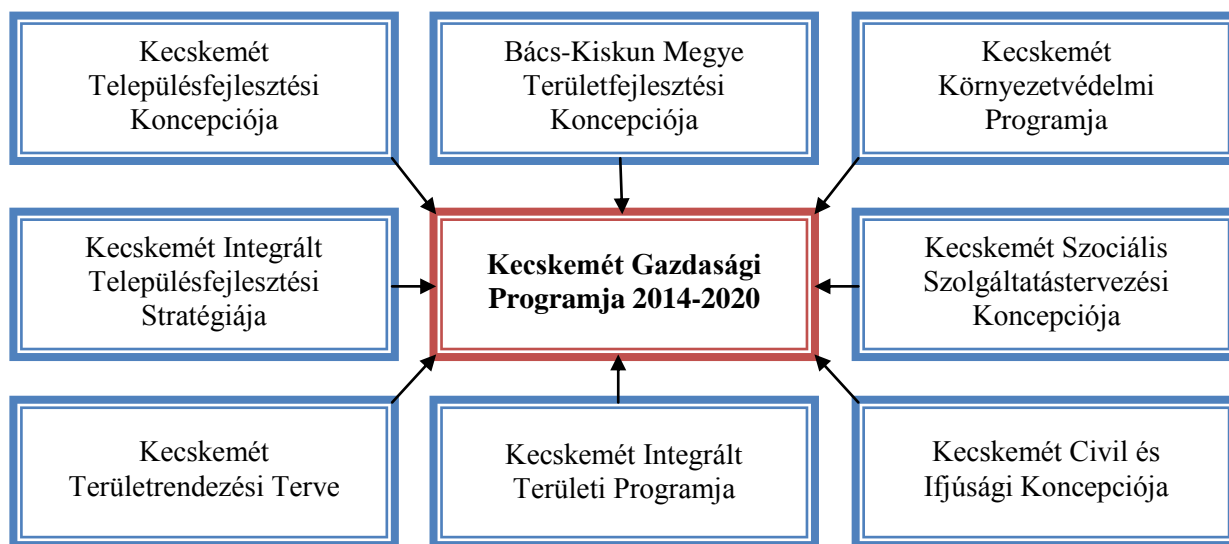 Kecskemét
Településfejlesztési
Koncepciója
Bács-Kiskun Megye
Területfejlesztési
Koncepciója
Kecskemét
Környezetvédelmi
Programja
Kecskemét Integrált
Településfejlesztési
Stratégiája
Kecskemét Gazdasági
Programja 2014-2020
Kecskemét Szociális
Szolgáltatástervezési
Koncepciója
Kecskemét
Területrendezési Terve
Kecskemét Integrált
Területi Programja
Kecskemét Civil és
Ifjúsági Koncepciója